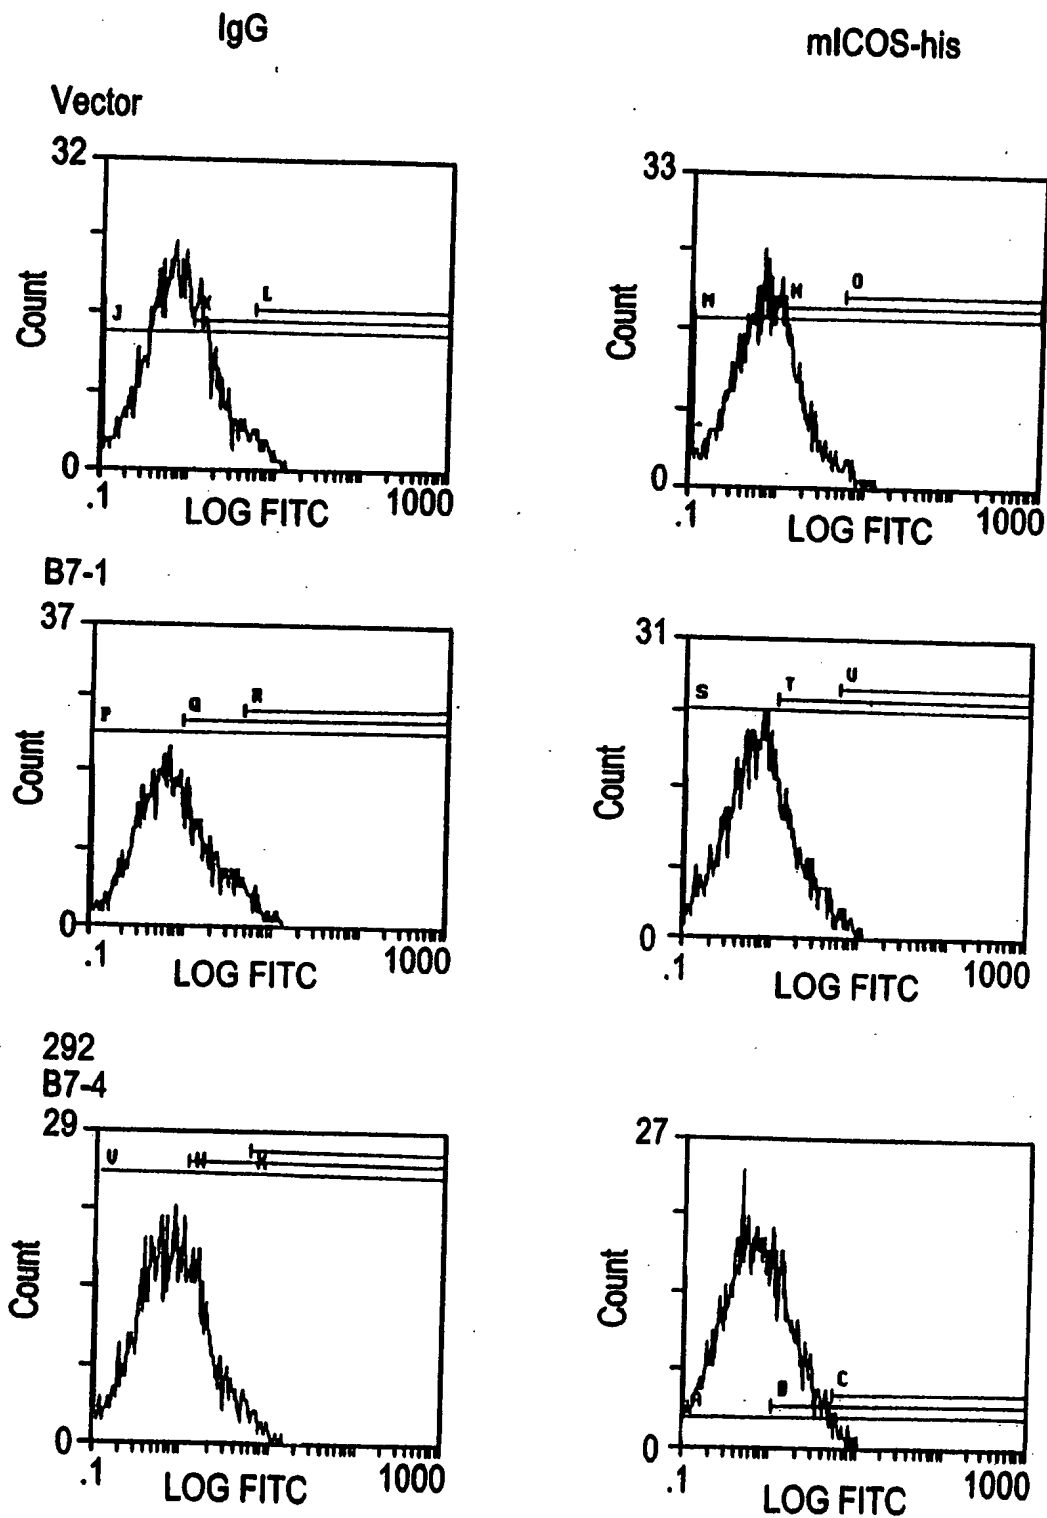 IgG
mICOS-his
Vector
32
Count
J
K
L
0
.1
1000
LOG FITC
33
Count
M
N
O
0
.1
1000
LOG FITC
B7-1
37
Count
P
Q
R
0
.1
1000
LOG FITC
31
Count
S
T
U
0
.1
1000
LOG FITC
292
B7-4
29
Count
V
W
0
.1
1000
LOG FITC
27
Count
A
B
C
0
.1
1000
LOG FITC